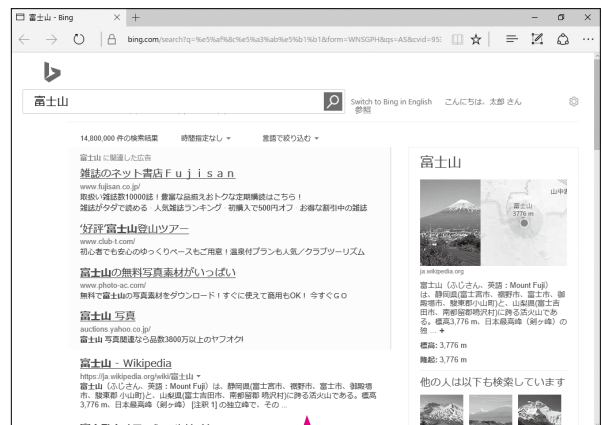 富士山 - Bing
bing.com/search?q=%e5%af%8c%e5%a3%ab%e5%b1%b1&form=WNSGPH&qs=AS&cvid=953
富士山
Switch to Bing in English こんにちは、太郎 さん
参照
14,800,000 件の検索結果 時間指定なし 言語で絞り込む
富士山 に関連した広告
雑誌のネット書店Ｆｕｊｉｓａｎ
www.fujisan.co.jp/
取扱い雑誌数10000誌！豊富な品揃えおトクな定期購読はこちら！
雑誌がタダで読める · 人気雑誌ランキング · 初購入で500円オフ · お得な割引中の雑誌
'好評'富士山登山ツアー
www.club-t.com/
初心者でも安心のゆっくりペースもご用意！温泉付プランも人気／クラブツーリズム
富士山の無料写真素材がいっぱい
www.photo-ac.com/
無料で富士山の写真素材をダウンロード！すぐに使えて商用もOK！ 今すぐＧＯ
富士山 写真
auctions.yahoo.co.jp/
富士山 写真関連なら品数3800万以上のヤフオク!
富士山 - Wikipedia
https://ja.wikipedia.org/wiki/富士山
富士山（ふじさん、英語：Mount Fuji）は、静岡県(富士宮市、裾野市、富士市、御殿場
市、駿東郡 小山町)と、山梨県(富士吉田市、南都留郡 鳴沢村)に跨る活火山である。標高
3,776 m、日本最高峰（剣ヶ峰） [注釈 1] の独立峰で、その ...
富士山
富士山
3776 m
ja.wikipedia.org
富士山（ふじさん、英語：Mount Fuji）
は、静岡県(富士宮市、裾野市、富士市、御
殿場市、駿東郡小山町)と、山梨県(富士吉
田市、南都留郡鳴沢村)に跨る活火山であ
る。標高3,776 m、日本最高峰（剣ヶ峰）の
独 ... +
標高: 3,776 m
隆起: 3,776 m
他の人は以下も検索しています